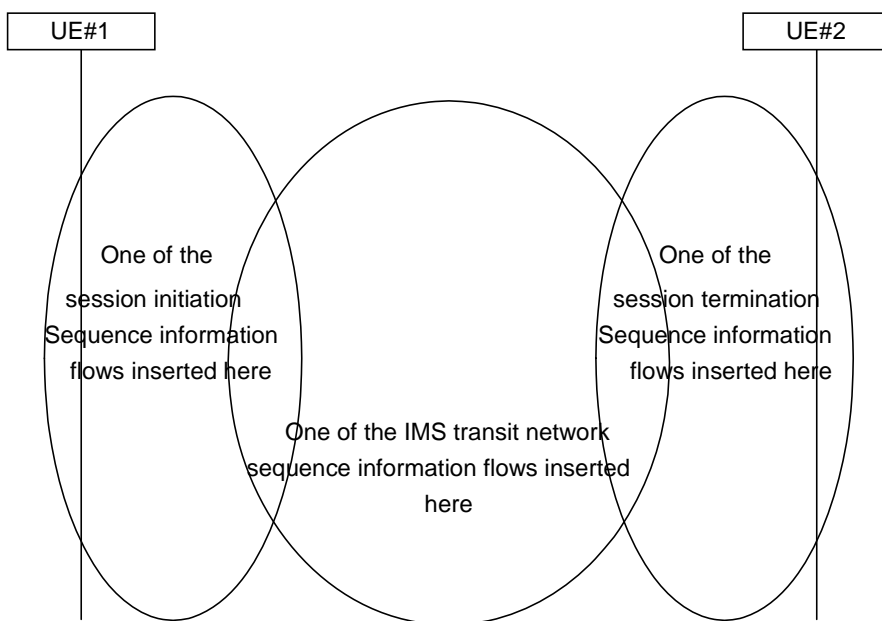 UE#1
UE#2
One of the
session initiation
Sequence information
flows inserted here
One of the
session termination
Sequence information
flows inserted here
One of the IMS transit network
sequence information flows inserted
here